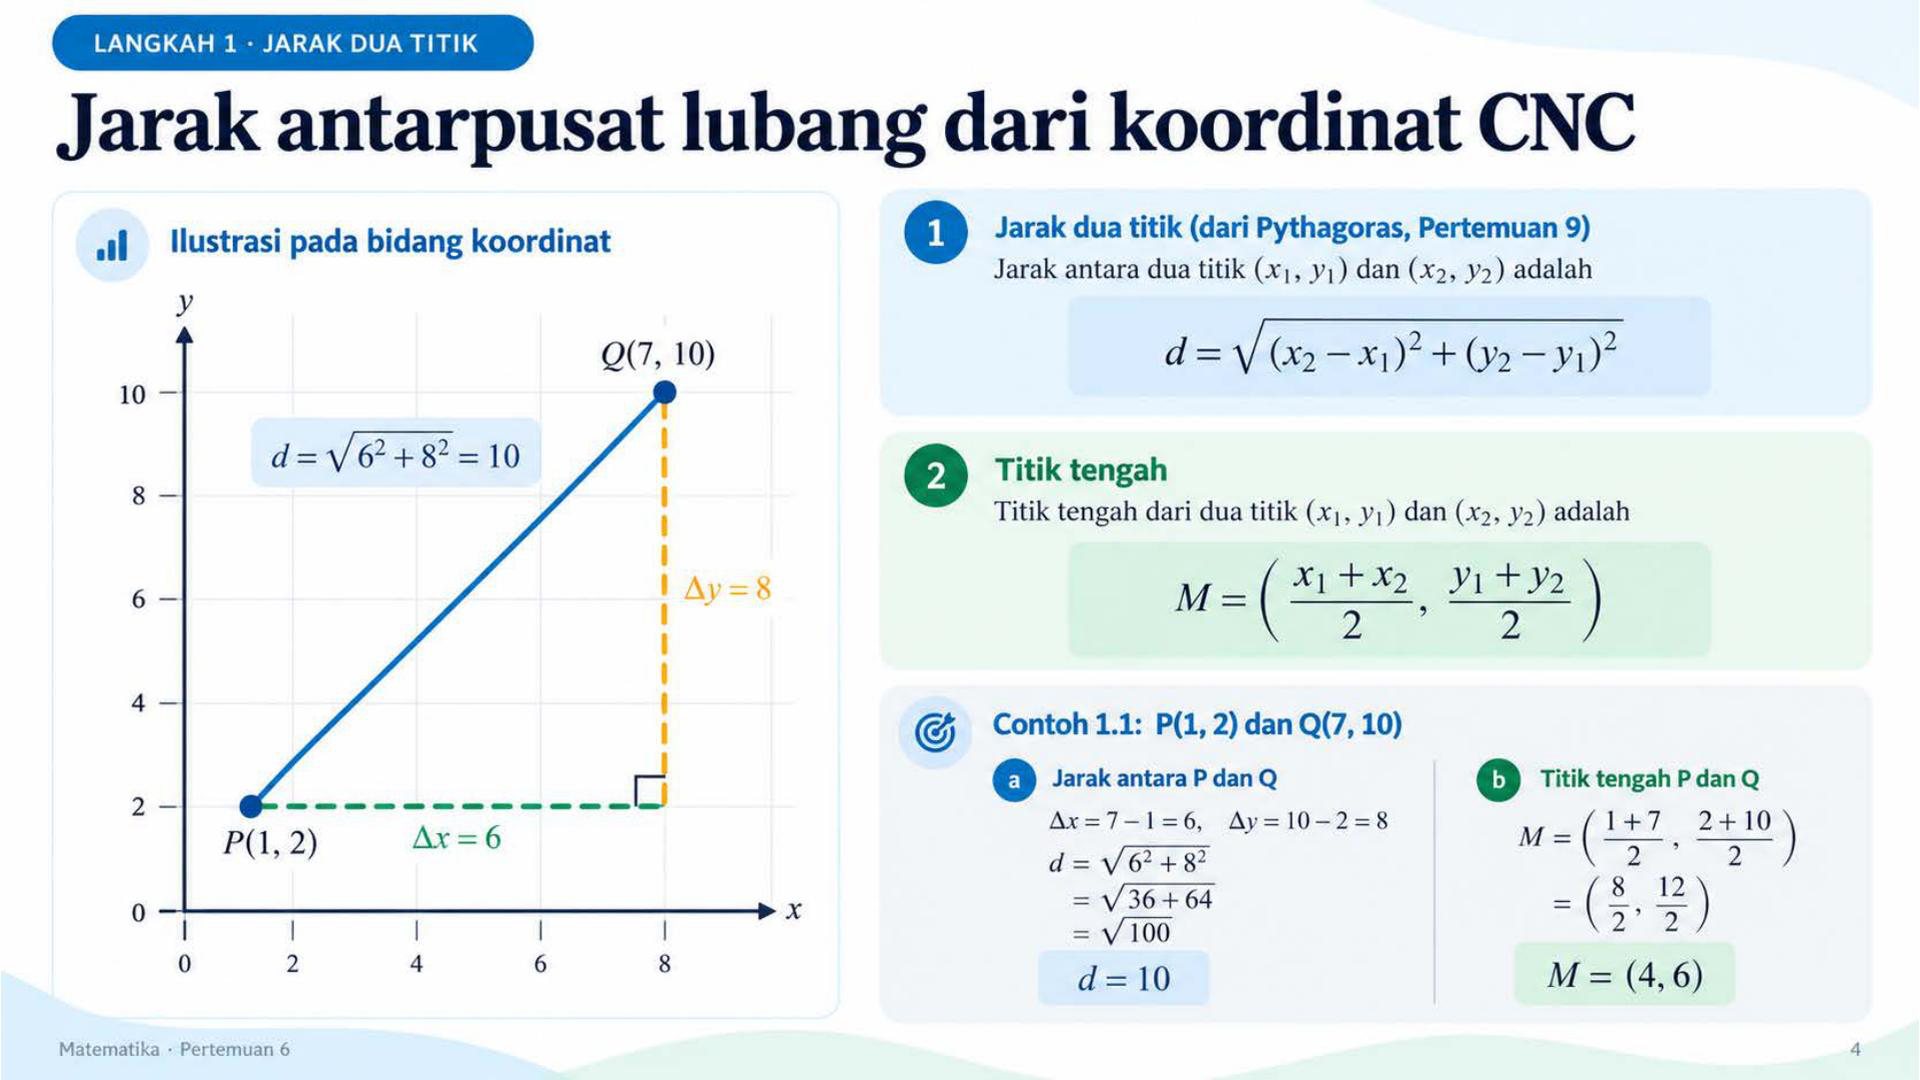 LANGKAH 1 · JARAK DUA TITIK
Jarak antarpusat lubang dari koordinat CNC
Ilustrasi pada bidang koordinat
y
Q(7, 10)
10
d = √(6² + 8²) = 10
8
Δy = 8
6
4
2
P(1, 2)
Δx = 6
0
x
0 2 4 6 8
1
Jarak dua titik (dari Pythagoras, Pertemuan 9)
Jarak antara dua titik (x₁, y₁) dan (x₂, y₂) adalah
d = √((x₂ − x₁)² + (y₂ − y₁)²)
2
Titik tengah
Titik tengah dari dua titik (x₁, y₁) dan (x₂, y₂) adalah
M = ( (x₁ + x₂)/2 , (y₁ + y₂)/2 )
Contoh 1.1: P(1, 2) dan Q(7, 10)
a Jarak antara P dan Q
Δx = 7 − 1 = 6, Δy = 10 − 2 = 8
d = √(6² + 8²)
= √(36 + 64)
= √100
d = 10
b Titik tengah P dan Q
M = ( (1 + 7)/2 , (2 + 10)/2 )
= ( 8/2 , 12/2 )
M = (4, 6)
Matematika · Pertemuan 6
4